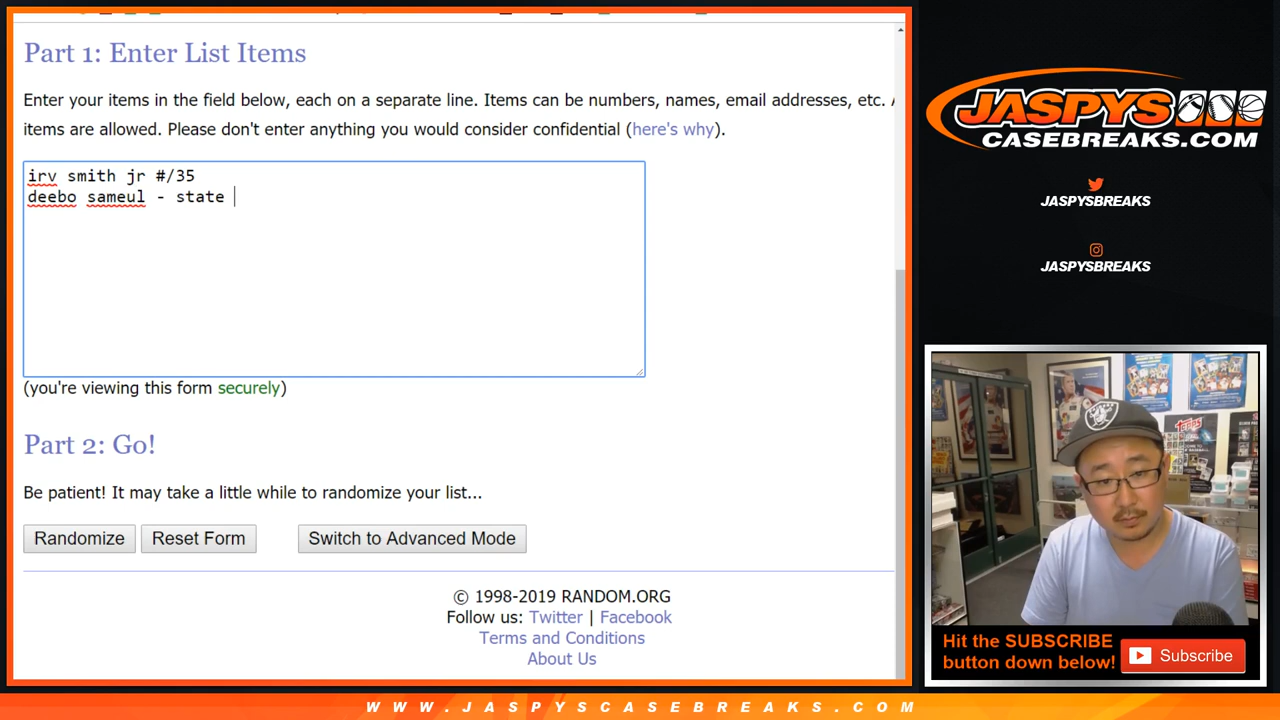 Part 1: Enter List Items
Enter your items in the field below, each on a separate line. Items can be numbers, names, email addresses, etc. A
items are allowed. Please don't enter anything you would consider confidential (here's why).
irv smith jr #/35
deebo sameul - state
(you're viewing this form securely)
Part 2: Go!
Be patient! It may take a little while to randomize your list...
Randomize Reset Form Switch to Advanced Mode
© 1998-2019 RANDOM.ORG
Follow us: Twitter | Facebook
Terms and Conditions
About Us
JASPYS
CASEBREAKS.COM
JASPYSBREAKS
JASPYSBREAKS
Topps
Hit the SUBSCRIBE
button down below!
Subscribe
WWW.JASPYSCASEBREAKS.COM